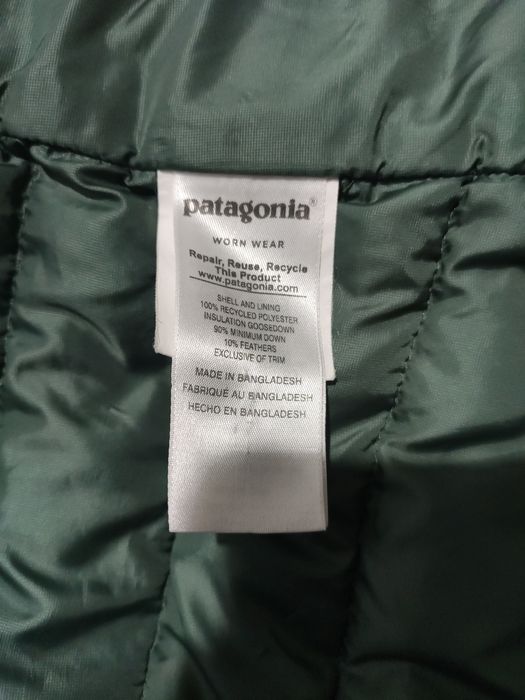 patagonia®
WORN WEAR
Repair, Reuse, Recycle
This Product
www.patagonia.com
SHELL AND LINING
100% RECYCLED POLYESTER
INSULATION GOOSEDOWN
90% MINIMUM DOWN
10% FEATHERS
EXCLUSIVE OF TRIM
MADE IN BANGLADESH
FABRIQUÉ AU BANGLADESH
HECHO EN BANGLADESH